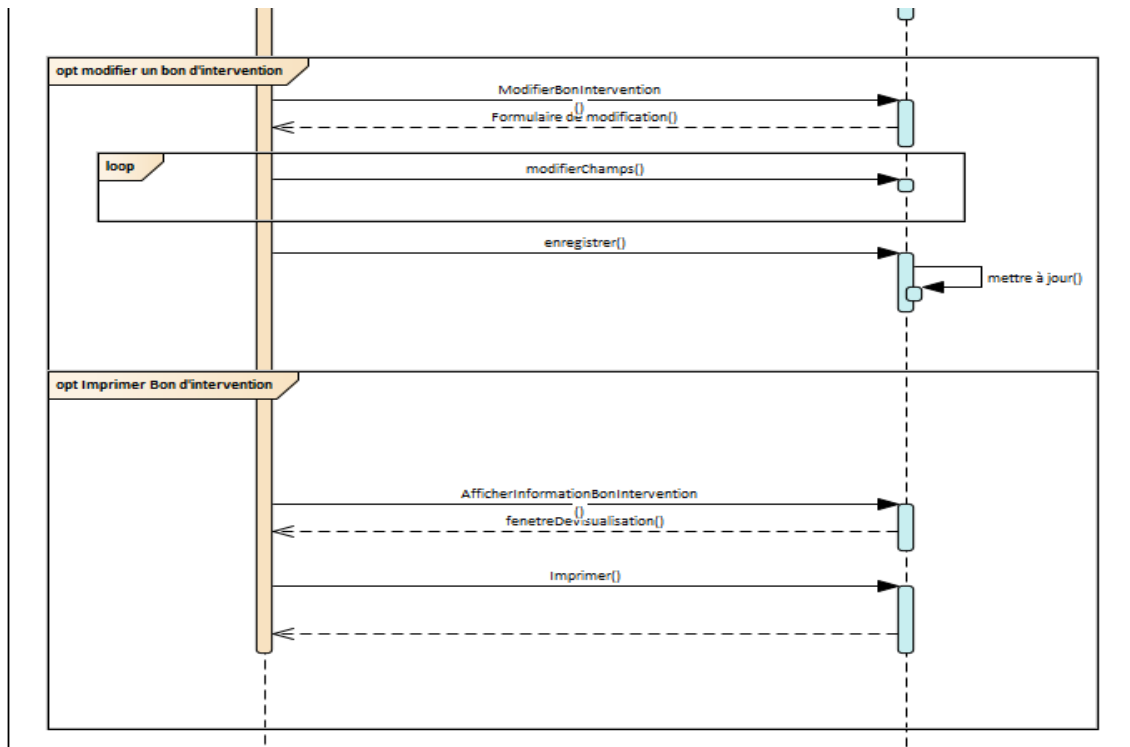 opt modifier un bon d'intervention
ModifierBonIntervention
()
Formulaire de modification()
loop
modifierChamps()
enregistrer()
mettre à jour()
opt Imprimer Bon d'intervention
AfficherInformationBonIntervention
()
fenetreDeVisualisation()
Imprimer()